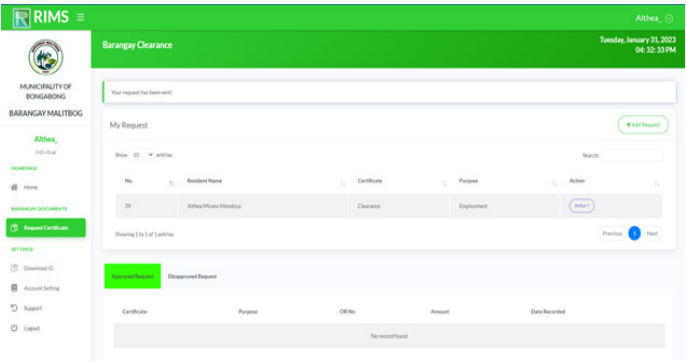 RIMS
Althea_
Barangay Clearance
Tuesday, January 31, 2023
04:32:33 PM
MUNICIPALITY OF
BONGABONG
BARANGAY MALITBOG
Althea_
Individual
HOMEPAGE
Home
BARANGAY DOCUMENTS
Request Certificate
SETTINGS
Download ID
Account Setting
Support
Logout
Your request has been sent!
My Request
+ Add Request
Show 10 entries
Search:
No. Resident Name Certificate Purpose Action
39 Althea Mirano Mendoza Clearance Employment Action
Showing 1 to 1 of 1 entries
Previous 1 Next
Approved Request Disapproved Request
Certificate Purpose OR No Amount Date Recorded
No record found